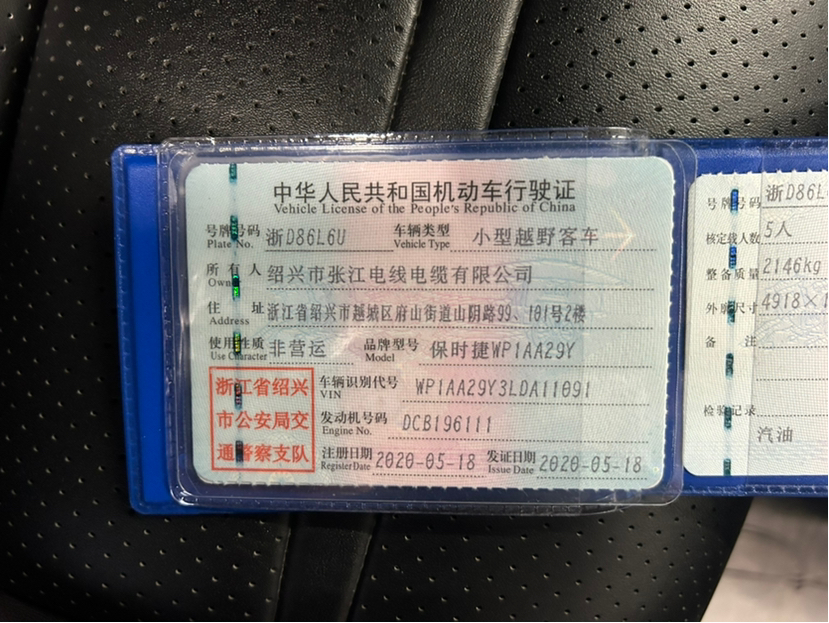 中华人民共和国机动车行驶证
Vehicle License of the People's Republic of China
号牌号码 浙D86L6U 车辆类型 小型越野客车
Plate No. Vehicle Type
所有人 绍兴市张江电线电缆有限公司
Owner
住址 浙江省绍兴市越城区府山街道山阴路99、101号2楼
Address
使用性质 非营运 品牌型号 保时捷WP1AA29Y
Use Character Model
浙江省绍兴
市公安局交
通警察支队
车辆识别代号 WP1AA29Y3LDA11091
VIN
发动机号码 DCB196111
Engine No.
注册日期 2020-05-18 发证日期 2020-05-18
Register Date Issue Date
号牌号码 浙D86L
核定载人数 5人
整备质量 2146kg
外廓尺寸 4918×1
备注
检验记录
汽油